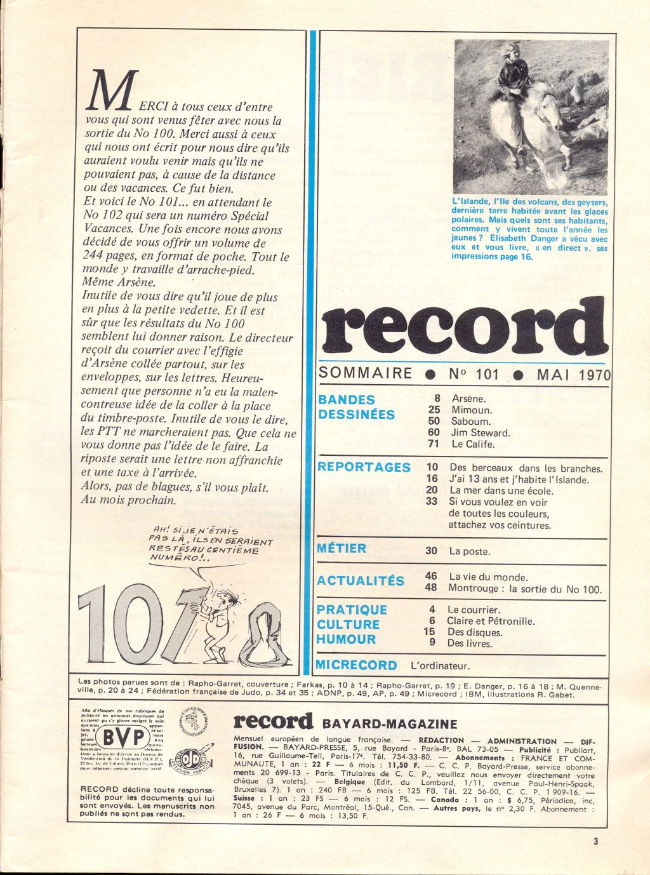 MERCI à tous ceux d'entre
vous qui sont venus fêter avec nous la
sortie du No 100. Merci aussi à ceux
qui nous ont écrit pour nous dire qu'ils
auraient voulu venir mais qu'ils ne
pouvaient pas, à cause de la distance
ou des vacances. Ce fut bien.
Et voici le No 101... en attendant le
No 102 qui sera un numéro Spécial
Vacances. Une fois encore nous avons
décidé de vous offrir un volume de
244 pages, en format de poche. Tout le
monde y travaille d'arrache-pied.
Même Arsène.
Inutile de vous dire qu'il joue de plus
en plus à la petite vedette. Et il est
sûr que les résultats du No 100
semblent lui donner raison. Le directeur
reçoit du courrier avec l'effigie
d'Arsène collée partout, sur les
enveloppes, sur les lettres. Heureu-
sement que personne n'a eu la malen-
contreuse idée de la coller à la place
du timbre-poste. Inutile de vous le dire,
les PTT ne marcheraient pas. Que cela ne
vous donne pas l'idée de le faire. La
riposte serait une lettre non affranchie
et une taxe à l'arrivée.
Alors, pas de blagues, s'il vous plaît.
Au mois prochain.
AH! SI JE N'ÉTAIS
PAS LÀ, ILS EN SERAIENT
RESTÉS AU CENTIÈME
NUMÉRO!..
101
8
L'Islande, l'île des volcans, des geysers,
dernière terre habitée avant les glaces
polaires. Mais quels sont ses habitants,
comment y vivent toute l'année les
jeunes ? Elisabeth Danger a vécu avec
eux et vous livre, « en direct ». ses
impressions page 16.
record
SOMMAIRE ● No 101 ● MAI 1970
BANDES
DESSINÉES
8 Arsène.
25 Mimoun.
50 Saboum.
60 Jim Steward.
71 Le Calife.
REPORTAGES
10 Des berceaux dans les branches.
16 J'ai 13 ans et j'habite l'Islande.
20 La mer dans une école.
33 Si vous voulez en voir
de toutes les couleurs,
attachez vos ceintures.
MÉTIER
30 La poste.
ACTUALITÉS
46 La vie du monde.
48 Montrouge : la sortie du No 100.
PRATIQUE
CULTURE
HUMOUR
4 Le courrier.
6 Claire et Pétronille.
15 Des disques.
9 Des livres.
MICRECORD L'ordinateur.
Les photos parues sont de : Rapho-Garret, couverture ; Farkas, p. 10 à 14 ; Rapho-Garret, p. 19 ; E. Danger, p. 16 à 18 ; M. Quenne-
ville, p. 20 à 24 ; Fédération française de Judo, p. 34 et 35 ; ADNP, p. 49, AP, p. 49 ; Micrecord ; IBM, illustrations R. Gabet.
BVP
RECORD décline toute responsa-
bilité pour les documents qui lui
sont envoyés. Les manuscrits non
publiés ne sont pas rendus.
record BAYARD-MAGAZINE
Mensuel européen de langue française. — RÉDACTION — ADMINISTRATION — DIF-
FUSION. — BAYARD-PRESSE, 5, rue Bayard - Paris-8e. BAL 73-05 — Publicité : Publiart,
16, rue Guillaume-Tell, Paris-17e. Tél. 754-33-80. — Abonnements : FRANCE ET COM-
MUNAUTE, 1 an : 22 F — 6 mois : 11,50 F. — C. C. P. Bayard-Presse, service abonne-
ments 20 699-13 - Paris. Titulaires de C. C. P., veuillez nous envoyer directement votre
chèque (3 volets). — Belgique (Edit. du Lombard, 1/11, avenue Paul-Henri-Spaak,
Bruxelles 7). 1 an : 240 FB — 6 mois : 125 FB. Tél. 22 56-00, C. C. P. 1 909-16. —
Suisse : 1 an : 23 FS — 6 mois : 12 FS. — Canada : 1 an : $ 6,75, Périodica, inc,
7045, avenue du Parc, Montréal, 15-Qué., Can. — Autres pays, le no 2,30 F. Abonnement :
1 an : 26 F — 6 mois : 13,50 F.
3